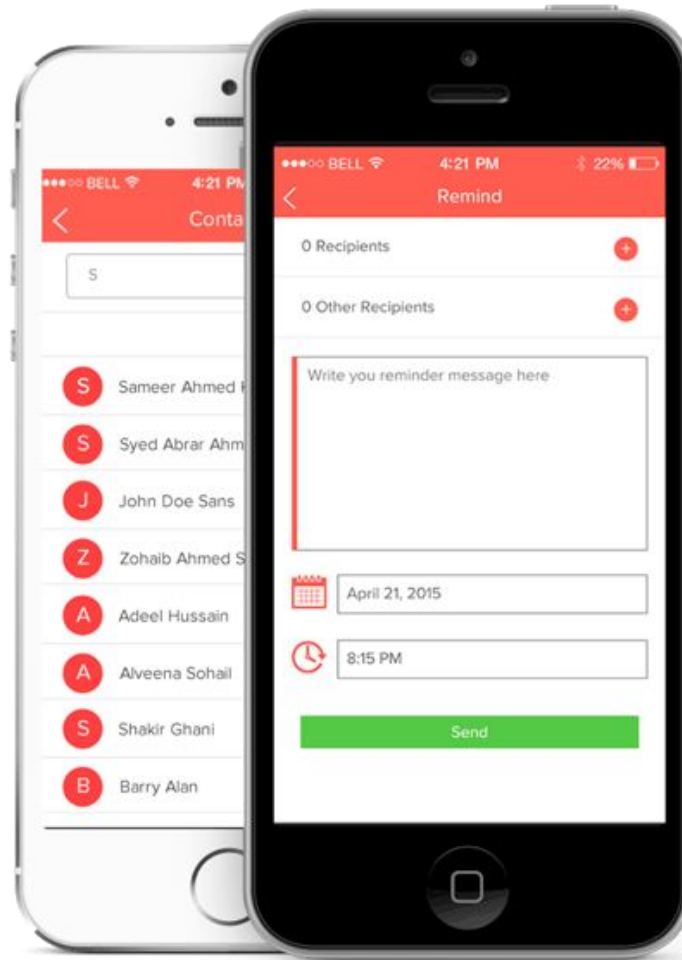 BELL 4:21 PM
Conta
S
S Sameer Ahmed
S Syed Abrar Ahm
J John Doe Sans
Z Zohaib Ahmed S
A Adeel Hussain
A Alveena Sohail
S Shakir Ghani
B Barry Alan
BELL 4:21 PM 22%
Remind
0 Recipients
0 Other Recipients
Write you reminder message here
April 21, 2015
8:15 PM
Send